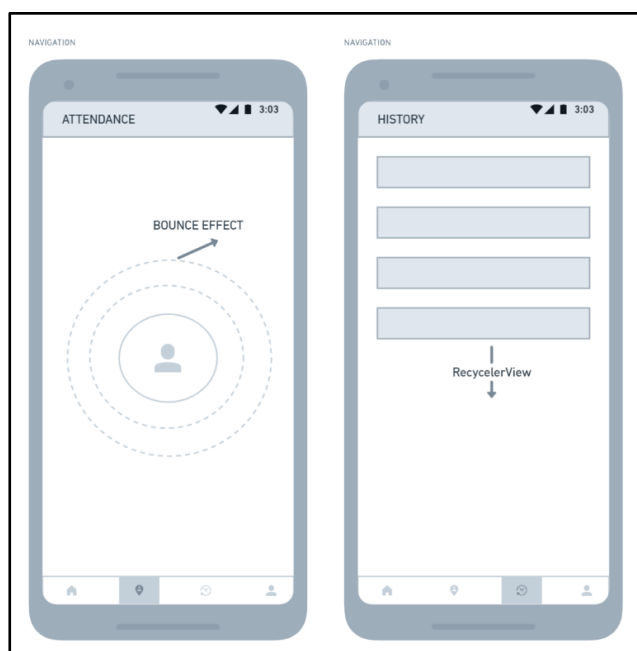 NAVIGATION
ATTENDANCE
3:03
BOUNCE EFFECT
NAVIGATION
HISTORY
3:03
RecycelerView